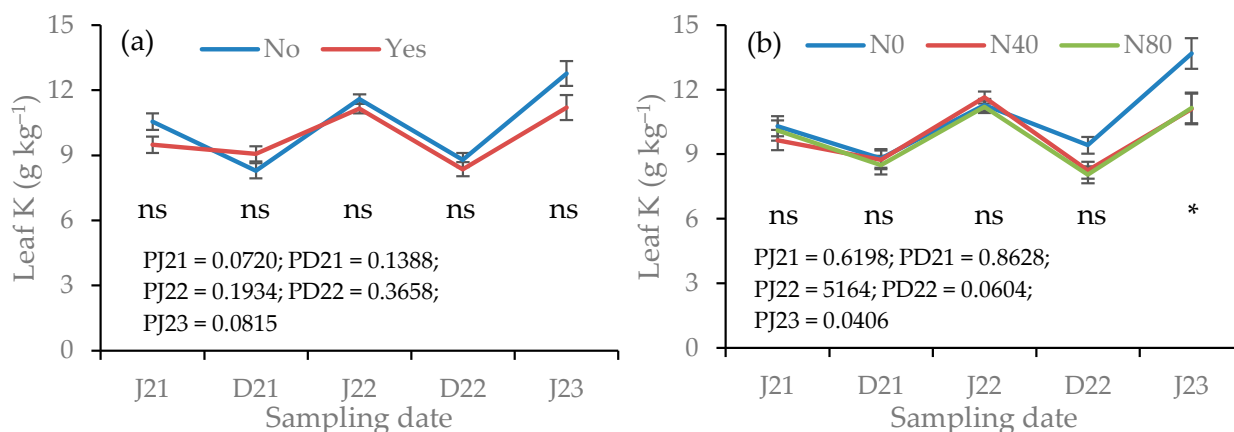 (a)
No
Yes
Leaf K (g kg⁻¹)
15
12
9
6
3
0
ns ns ns ns ns
PJ21 = 0.0720; PD21 = 0.1388;
PJ22 = 0.1934; PD22 = 0.3658;
PJ23 = 0.0815
J21 D21 J22 D22 J23
Sampling date
(b)
N0
N40
N80
Leaf K (g kg⁻¹)
15
12
9
6
3
0
ns ns ns ns *
PJ21 = 0.6198; PD21 = 0.8628;
PJ22 = 5164; PD22 = 0.0604;
PJ23 = 0.0406
J21 D21 J22 D22 J23
Sampling date